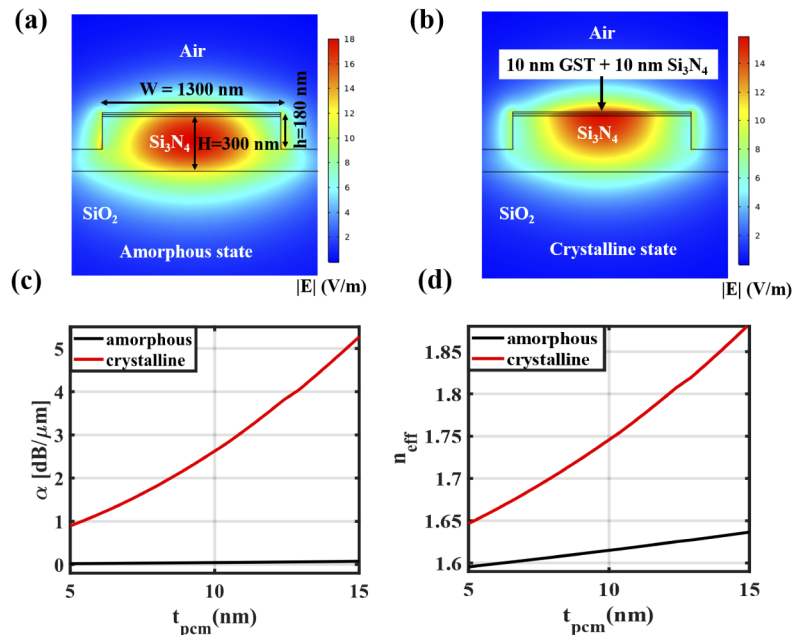 (a)
Air
W = 1300 nm
Si₃N₄
H=300 nm
h=180 nm
SiO₂
Amorphous state
18
16
14
12
10
8
6
4
2
|E| (V/m)
(b)
Air
10 nm GST + 10 nm Si₃N₄
Si₃N₄
SiO₂
Crystalline state
14
12
10
8
6
4
2
|E| (V/m)
(c)
amorphous
crystalline
α [dB/μm]
5
4
3
2
1
0
5
10
15
t_pcm(nm)
(d)
amorphous
crystalline
n_eff
1.85
1.8
1.75
1.7
1.65
1.6
5
10
15
t_pcm(nm)